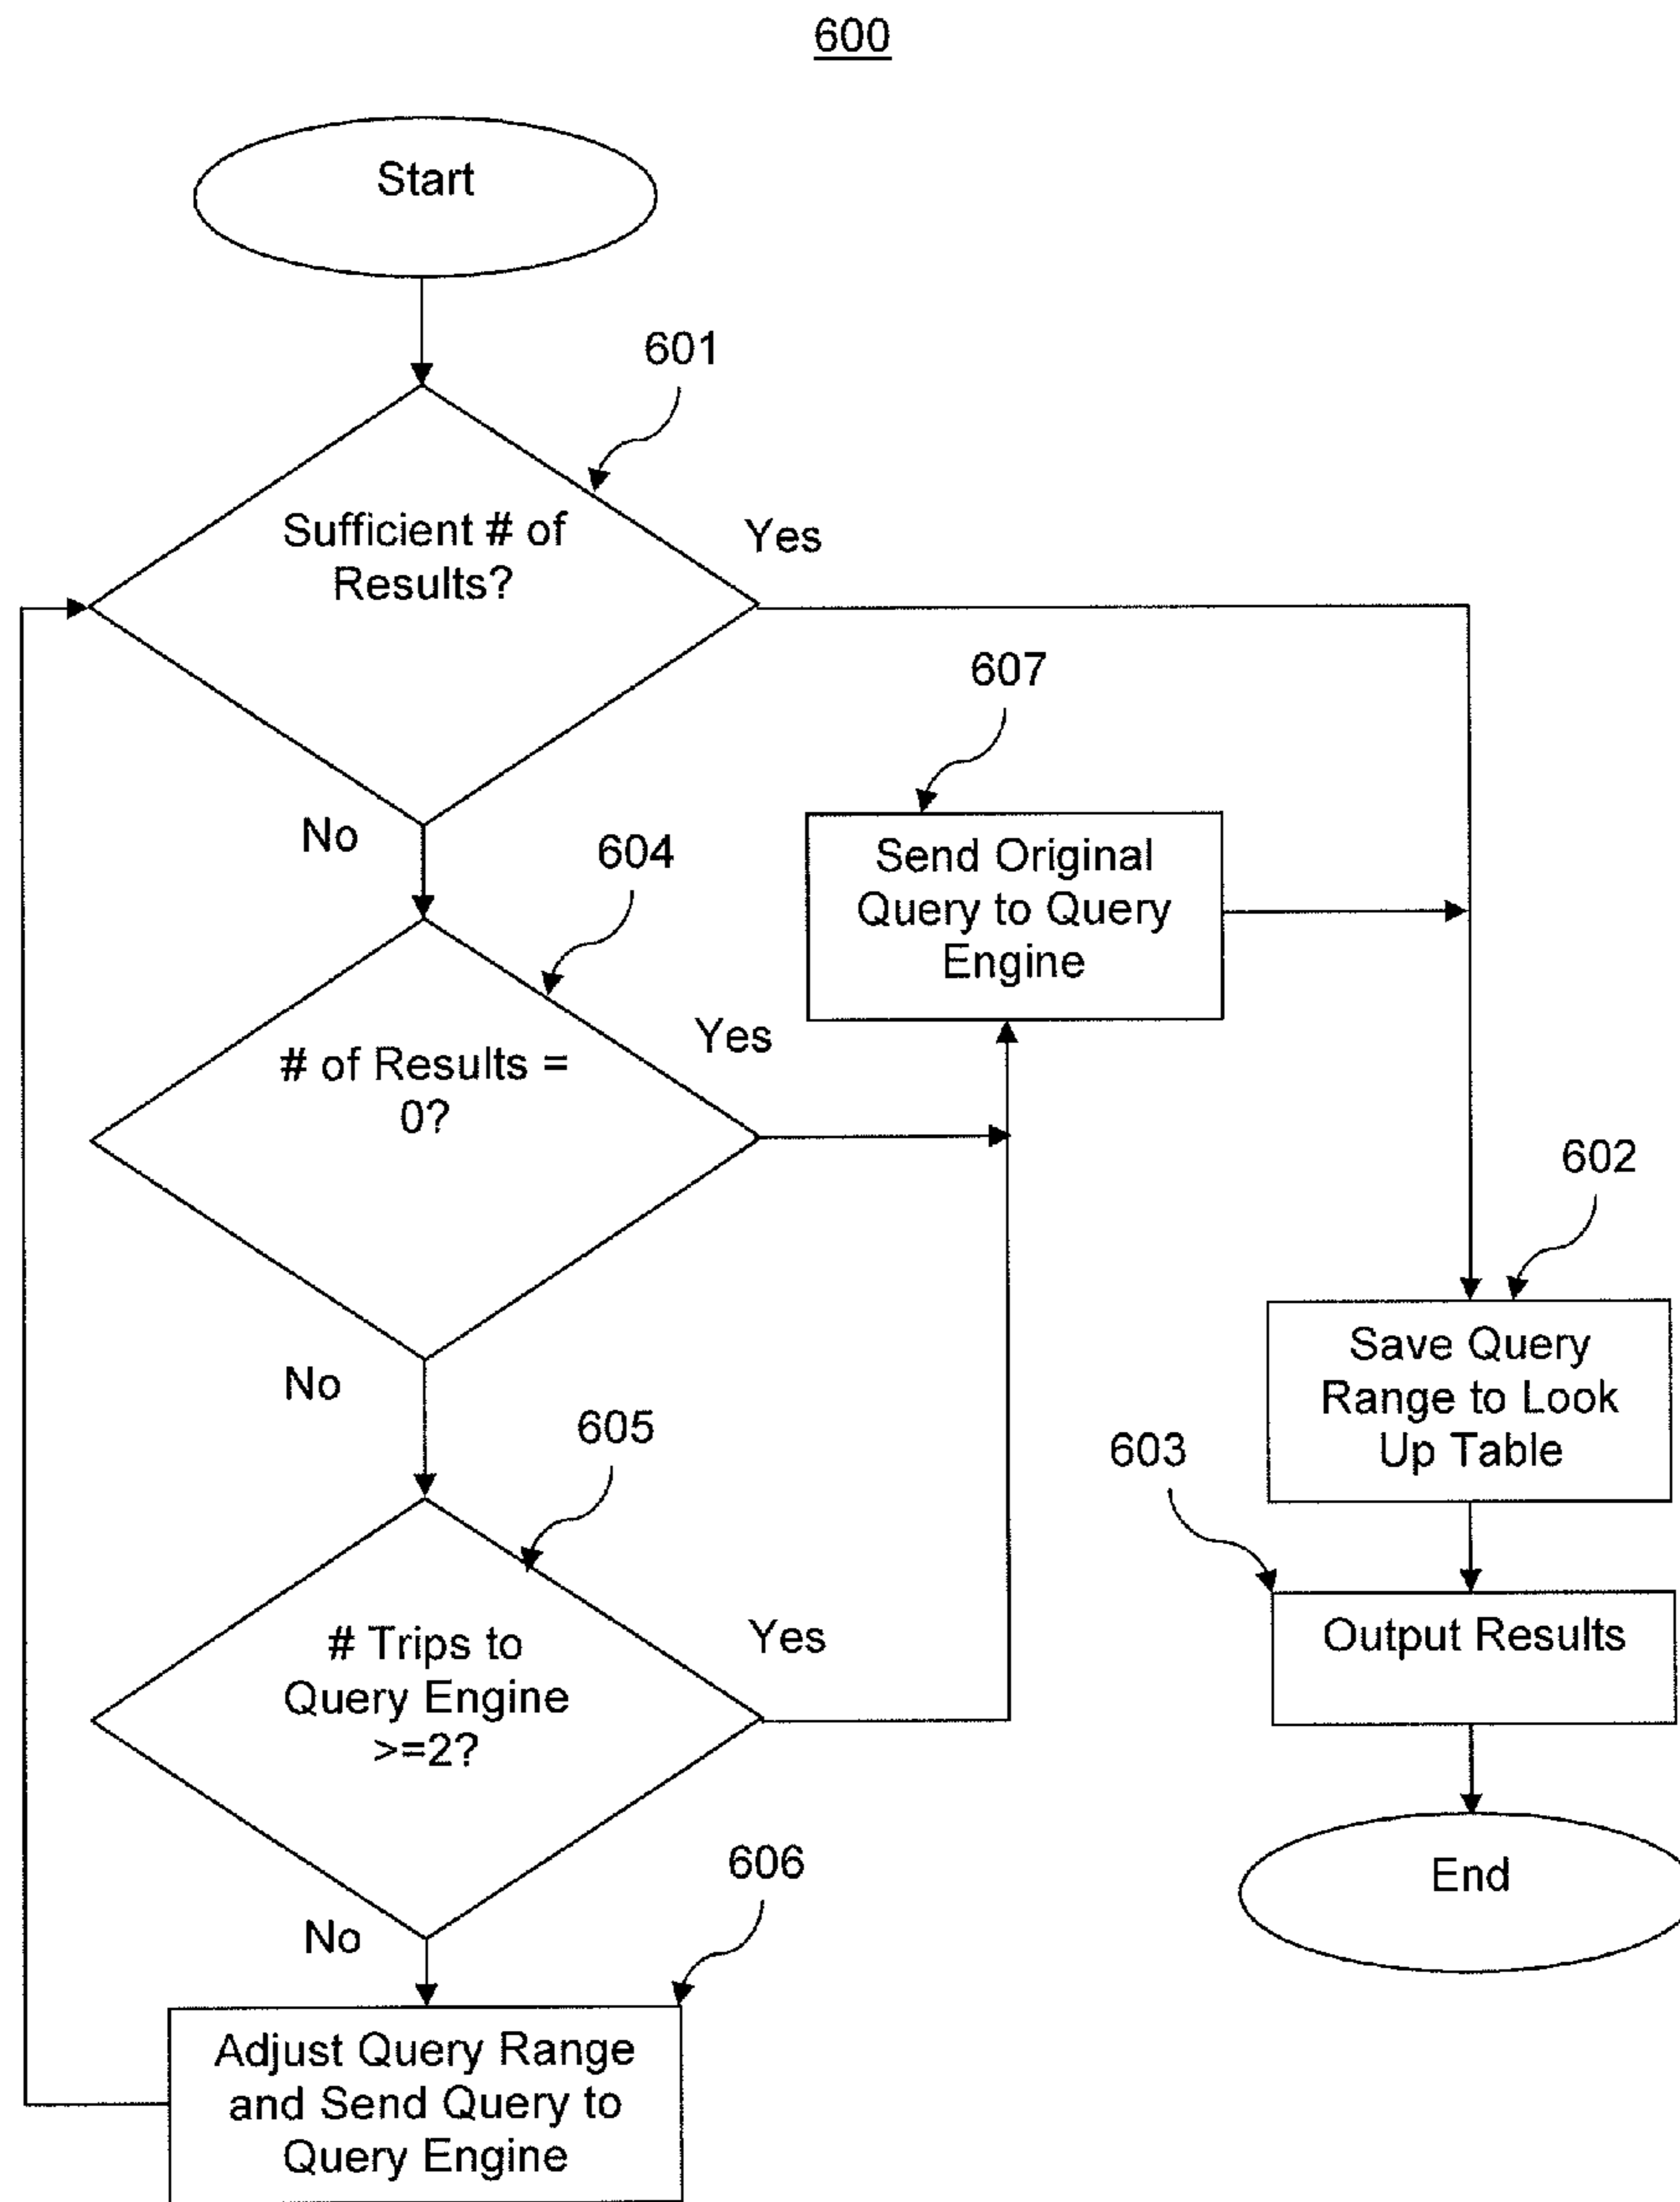 600
Start
601
Sufficient # of
Results?
Yes
607
No
604
Send Original
Query to Query
Engine
# of Results =
0?
Yes
602
Save Query
Range to Look
Up Table
No
605
603
# Trips to
Query Engine
>=2?
Yes
Output Results
606
End
No
Adjust Query Range
and Send Query to
Query Engine